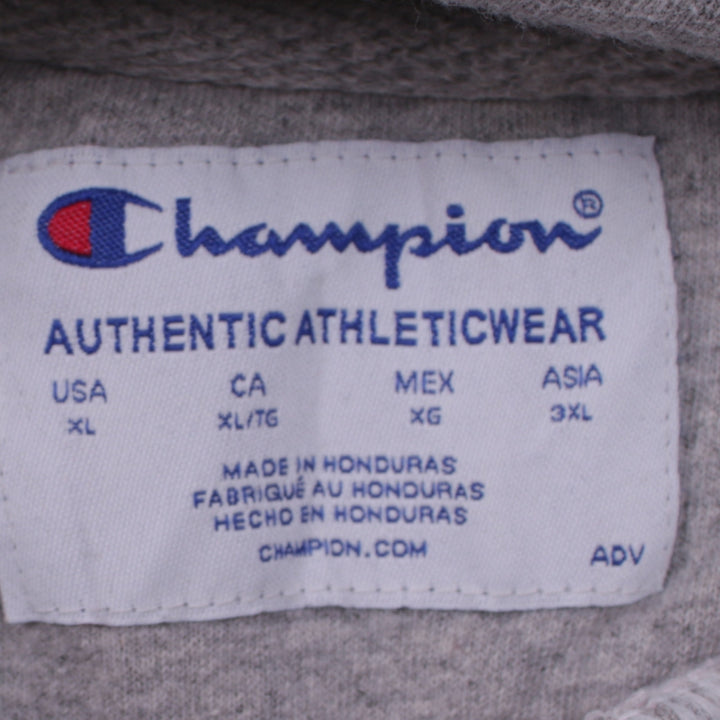 Champion®
AUTHENTIC ATHLETICWEAR
USA CA MEX ASIA
XL XL/TG XG 3XL
MADE IN HONDURAS
FABRIQUÉ AU HONDURAS
HECHO EN HONDURAS
CHAMPION.COM
ADV